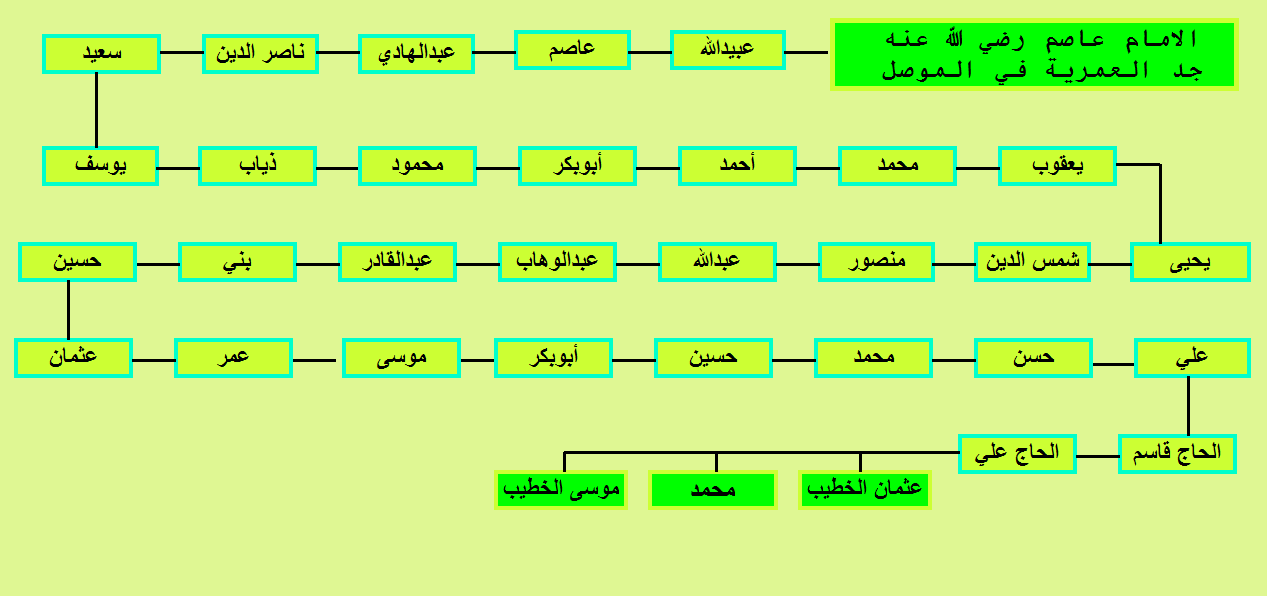 الامام عاصم رضي الله عنه
جد العمرية في الموصل
عبيدالله
عاصم
عبدالهادي
ناصر الدين
سعيد
يوسف
ذياب
محمود
أبوبكر
أحمد
محمد
يعقوب
يحيى
شمس الدين
منصور
عبدالله
عبدالوهاب
عبدالقادر
بني
حسين
عثمان
عمر
موسى
أبوبكر
حسين
محمد
حسن
علي
الحاج قاسم
الحاج علي
عثمان الخطيب
محمد
موسى الخطيب